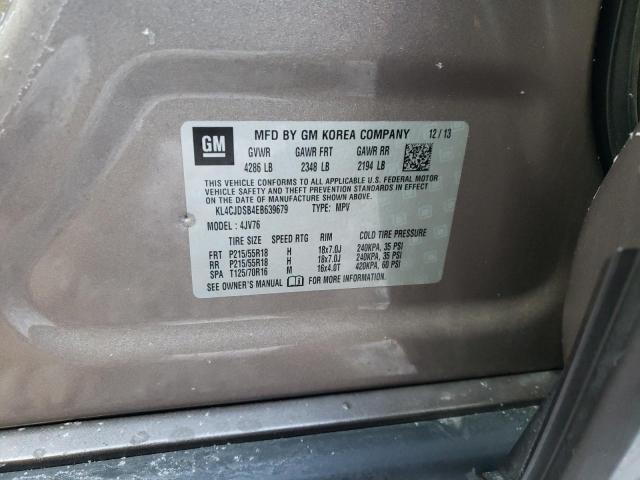 GM MFD BY GM KOREA COMPANY 12/13
GVWR GAWR FRT GAWR RR
4286 LB 2348 LB 2194 LB
THIS VEHICLE CONFORMS TO ALL APPLICABLE U.S. FEDERAL MOTOR
VEHICLE SAFETY AND THEFT PREVENTION STANDARDS IN EFFECT
ON THE DATE OF MANUFACTURE SHOWN ABOVE.
KL4CJDSB4EB639679 TYPE: MPV
MODEL : 4JV76
TIRE SIZE SPEED RTG RIM COLD TIRE PRESSURE
FRT P215/55R18 H 18x7.0J 240KPA, 35 PSI
RR P215/55R18 H 18x7.0J 240KPA, 35 PSI
SPA T125/70R16 M 16x4.0T 420KPA, 60 PSI
SEE OWNER'S MANUAL FOR MORE INFORMATION.